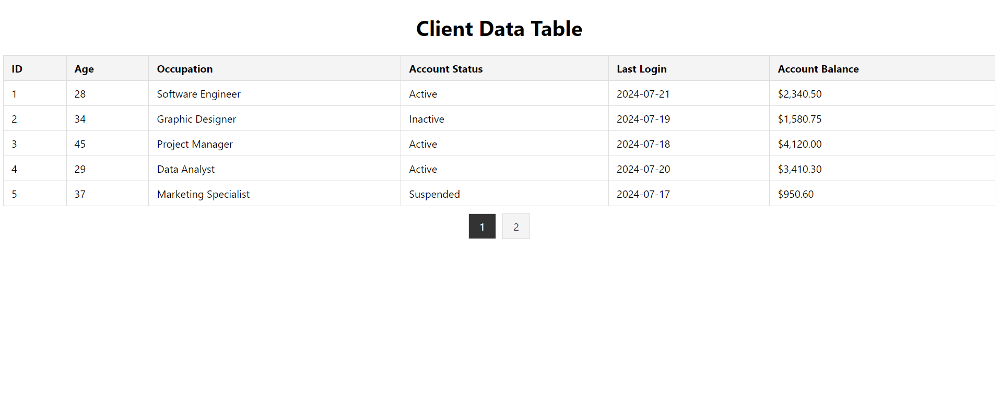 Client Data Table
ID Age Occupation Account Status Last Login Account Balance
1 28 Software Engineer Active 2024-07-21 $2,340.50
2 34 Graphic Designer Inactive 2024-07-19 $1,580.75
3 45 Project Manager Active 2024-07-18 $4,120.00
4 29 Data Analyst Active 2024-07-20 $3,410.30
5 37 Marketing Specialist Suspended 2024-07-17 $950.60
1 2